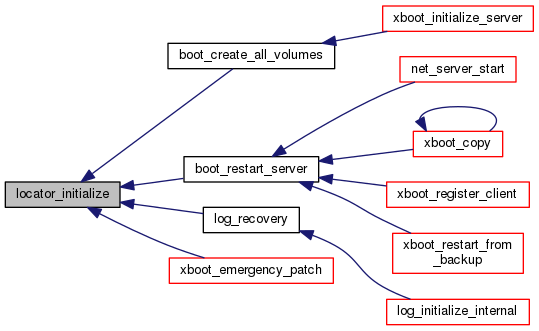 xboot_initialize_server
boot_create_all_volumes
net_server_start
xboot_copy
boot_restart_server
locator_initialize
xboot_register_client
log_recovery
xboot_restart_from
_backup
xboot_emergency_patch
log_initialize_internal